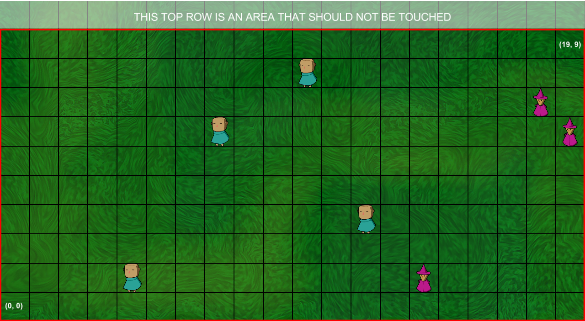 THIS TOP ROW IS AN AREA THAT SHOULD NOT BE TOUCHED
(19, 9)
(0, 0)